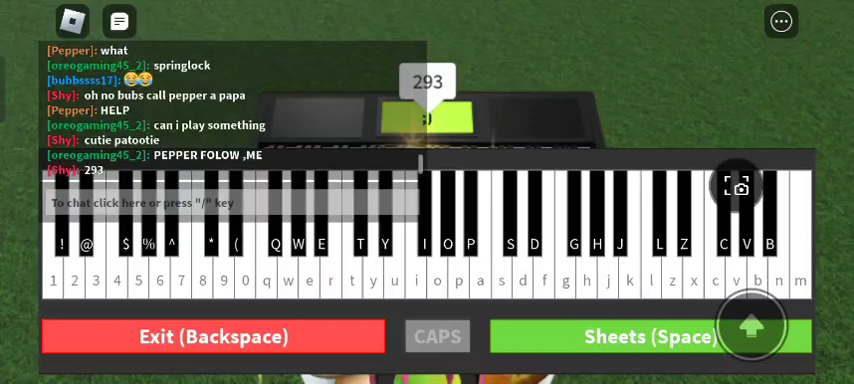 [Pepper]: what
[oreogaming45_2]: springlock
[bubbssss17]: 😂😂
[Shy]: oh no bubs call pepper a papa
[Pepper]: HELP
[oreogaming45_2]: can i play something
[Shy]: cutie patootie
[oreogaming45_2]: PEPPER FOLOW ,ME
[Shy]: 293
293
;)
To chat click here or press "/" key
! @ $ % ^ * ( Q W E T Y I O P S D G H J L Z C V B
1 2 3 4 5 6 7 8 9 0 q w e r t y u i o p a s d f g h j k l z x c v b n m
Exit (Backspace) CAPS Sheets (Space)